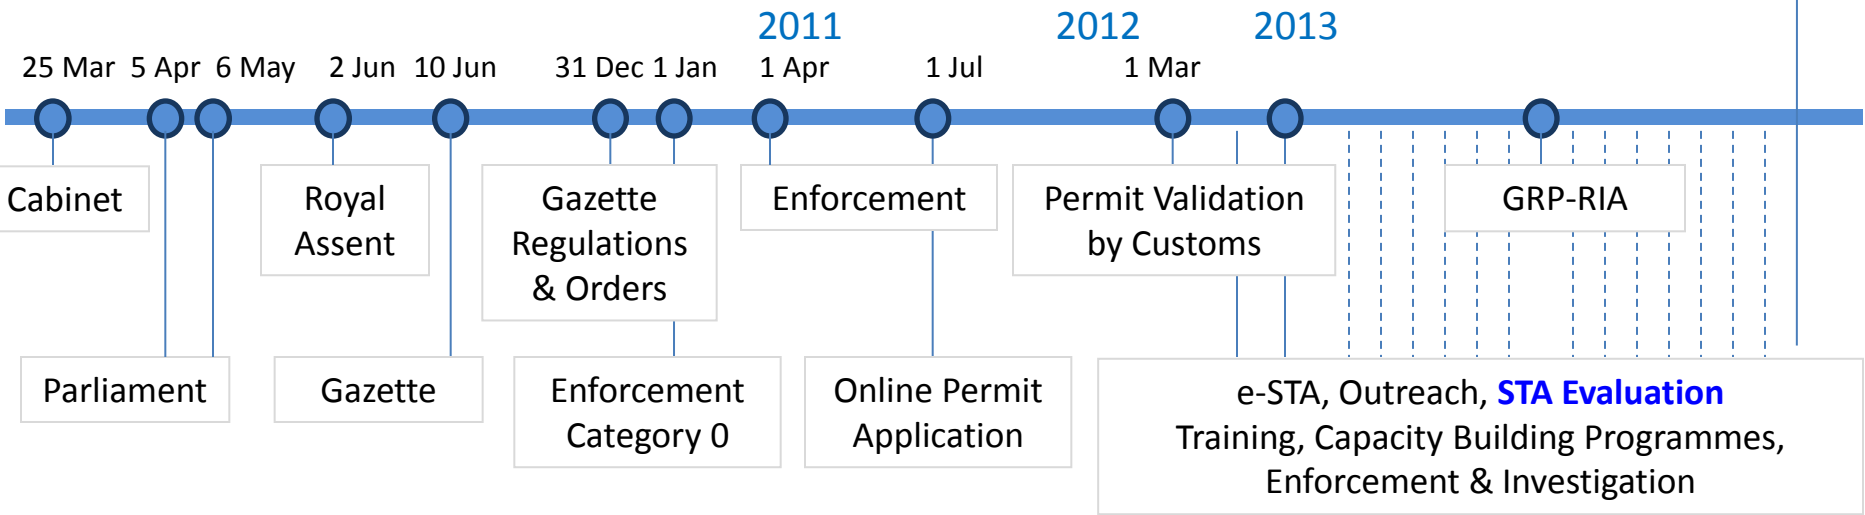 2011
2012
2013
25 Mar
5 Apr
6 May
2 Jun
10 Jun
31 Dec
1 Jan
1 Apr
1 Jul
1 Mar
Cabinet
Royal
Assent
Gazette
Regulations
& Orders
Enforcement
Permit Validation
by Customs
GRP-RIA
Parliament
Gazette
Enforcement
Category 0
Online Permit
Application
e-STA, Outreach, STA Evaluation
Training, Capacity Building Programmes,
Enforcement & Investigation